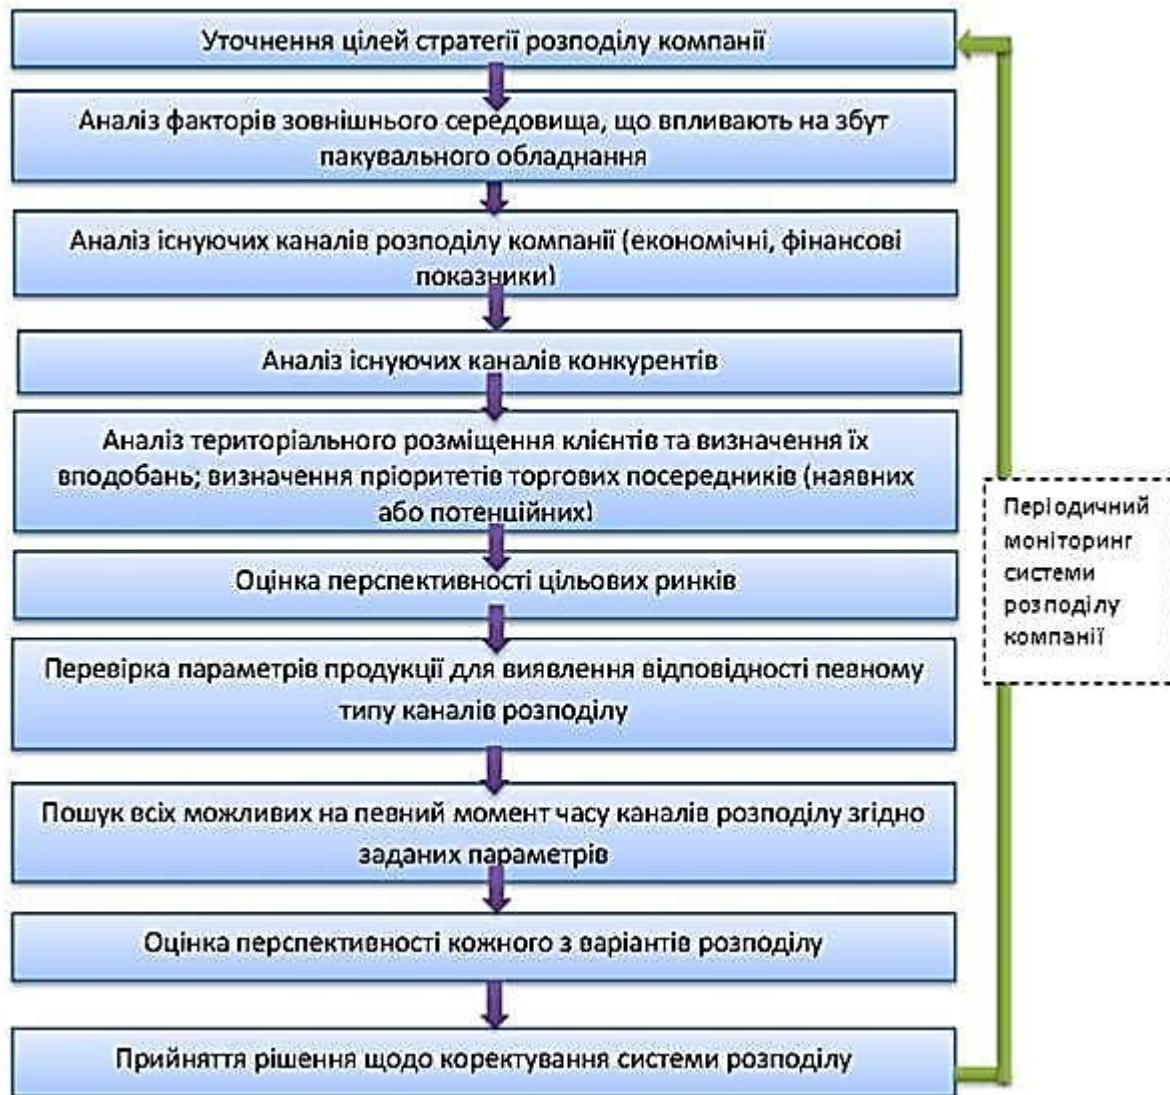 Уточнення цілей стратегії розподілу компанії
Аналіз факторів зовнішнього середовища, що впливають на збут
пакувального обладнання
Аналіз існуючих каналів розподілу компанії (економічні, фінансові
показники)
Аналіз існуючих каналів конкурентів
Аналіз територіального розміщення клієнтів та визначення їх
вподобань; визначення пріоритетів торгових посередників (наявних
або потенційних)
Оцінка перспективності цільових ринків
Перевірка параметрів продукції для виявлення відповідності певному
типу каналів розподілу
Пошук всіх можливих на певний момент часу каналів розподілу згідно
заданих параметрів
Оцінка перспективності кожного з варіантів розподілу
Прийняття рішення щодо коректування системи розподілу
Періодичний
моніторинг
системи
розподілу
компанії